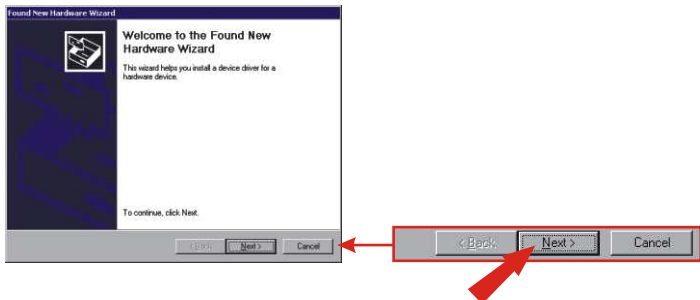 Found New Hardware Wizard
Welcome to the Found New
Hardware Wizard
This wizard helps you install a device driver for a
hardware device.
To continue, click Next.
< Back Next > Cancel
< Back Next > Cancel